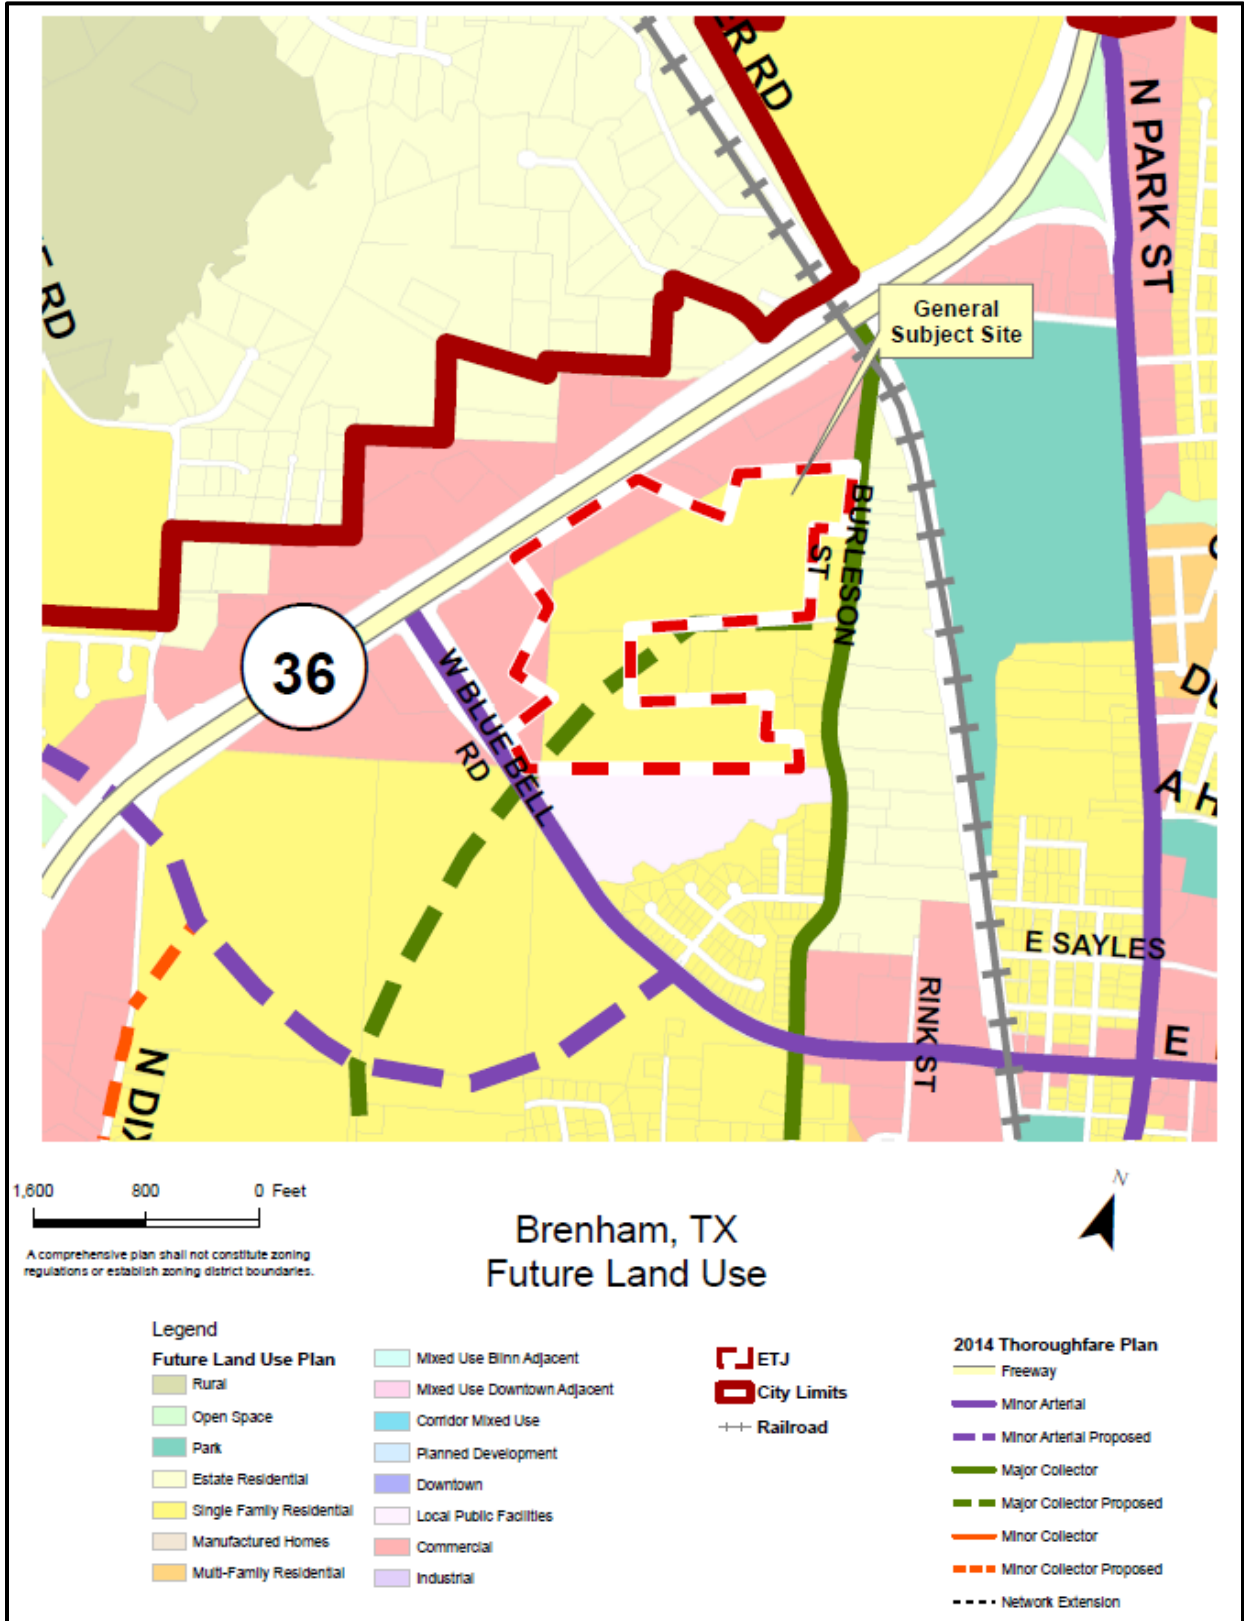 ER RD
N PARK ST
RD
General
Subject Site
BURLESON
ST
36
W BLUE BELL
RD
DU
A H
E SAYLES
RINK ST
E
N DIX
1,600 800 0 Feet
A comprehensive plan shall not constitute zoning
regulations or establish zoning district boundaries.
Brenham, TX
Future Land Use
N
Legend
Future Land Use Plan
Rural
Open Space
Park
Estate Residential
Single Family Residential
Manufactured Homes
Multi-Family Residential
Mixed Use Blinn Adjacent
Mixed Use Downtown Adjacent
Corridor Mixed Use
Planned Development
Downtown
Local Public Facilities
Commercial
Industrial
ETJ
City Limits
Railroad
2014 Thoroughfare Plan
Freeway
Minor Arterial
Minor Arterial Proposed
Major Collector
Major Collector Proposed
Minor Collector
Minor Collector Proposed
Network Extension